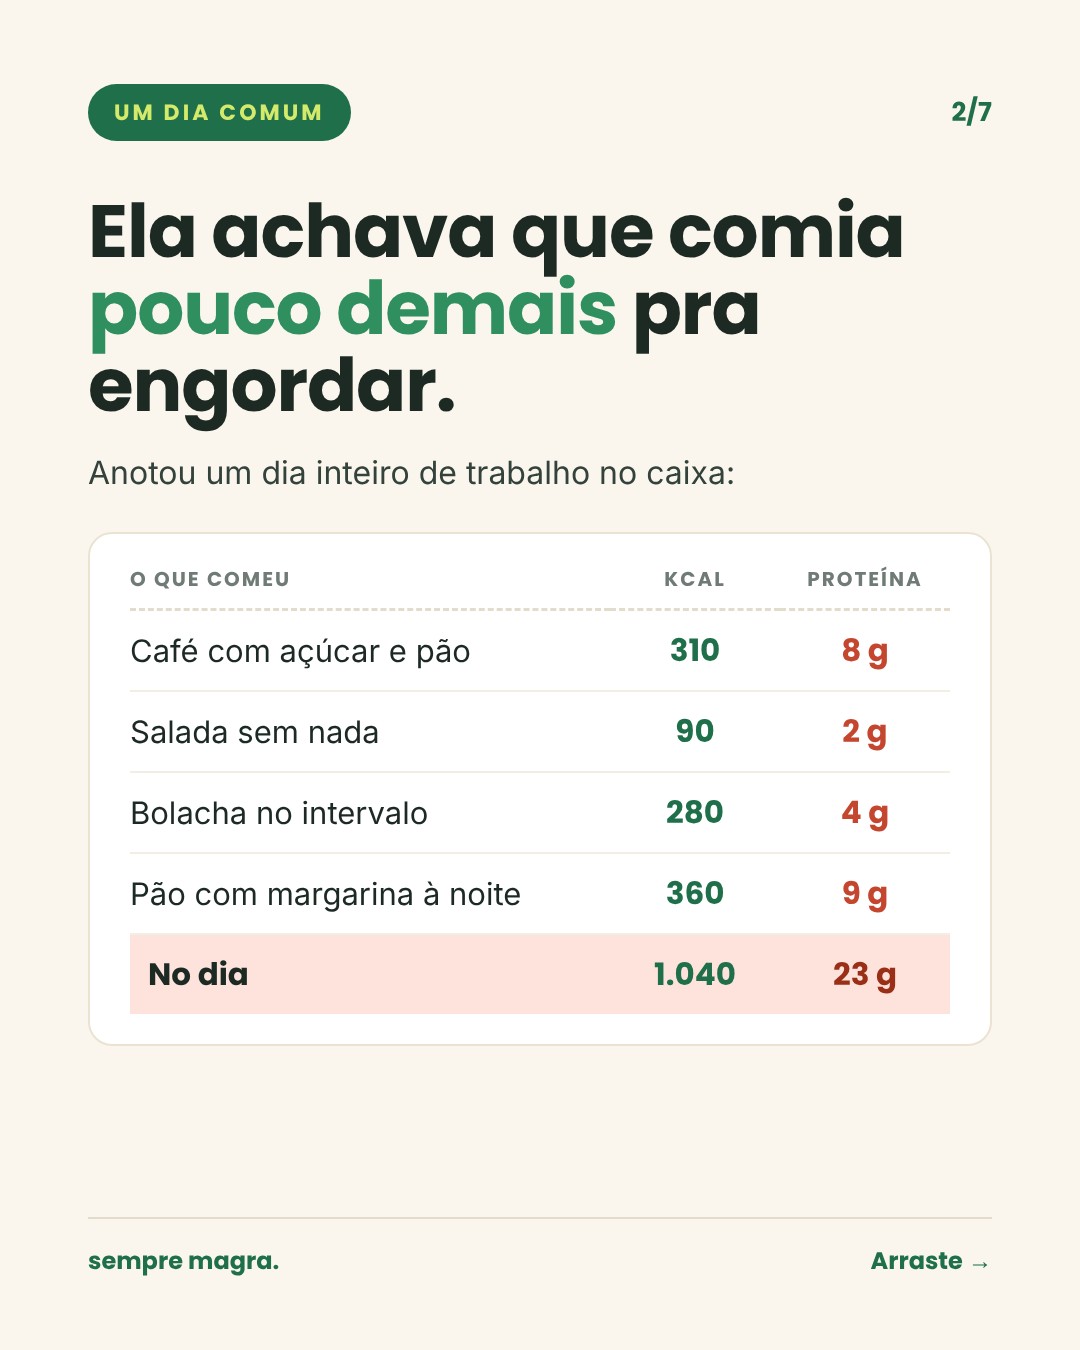 UM DIA COMUM
2/7
Ela achava que comia
pouco demais pra
engordar.
Anotou um dia inteiro de trabalho no caixa:
O QUE COMEU KCAL PROTEÍNA
Café com açúcar e pão 310 8 g
Salada sem nada 90 2 g
Bolacha no intervalo 280 4 g
Pão com margarina à noite 360 9 g
No dia 1.040 23 g
sempre magra.
Arraste →